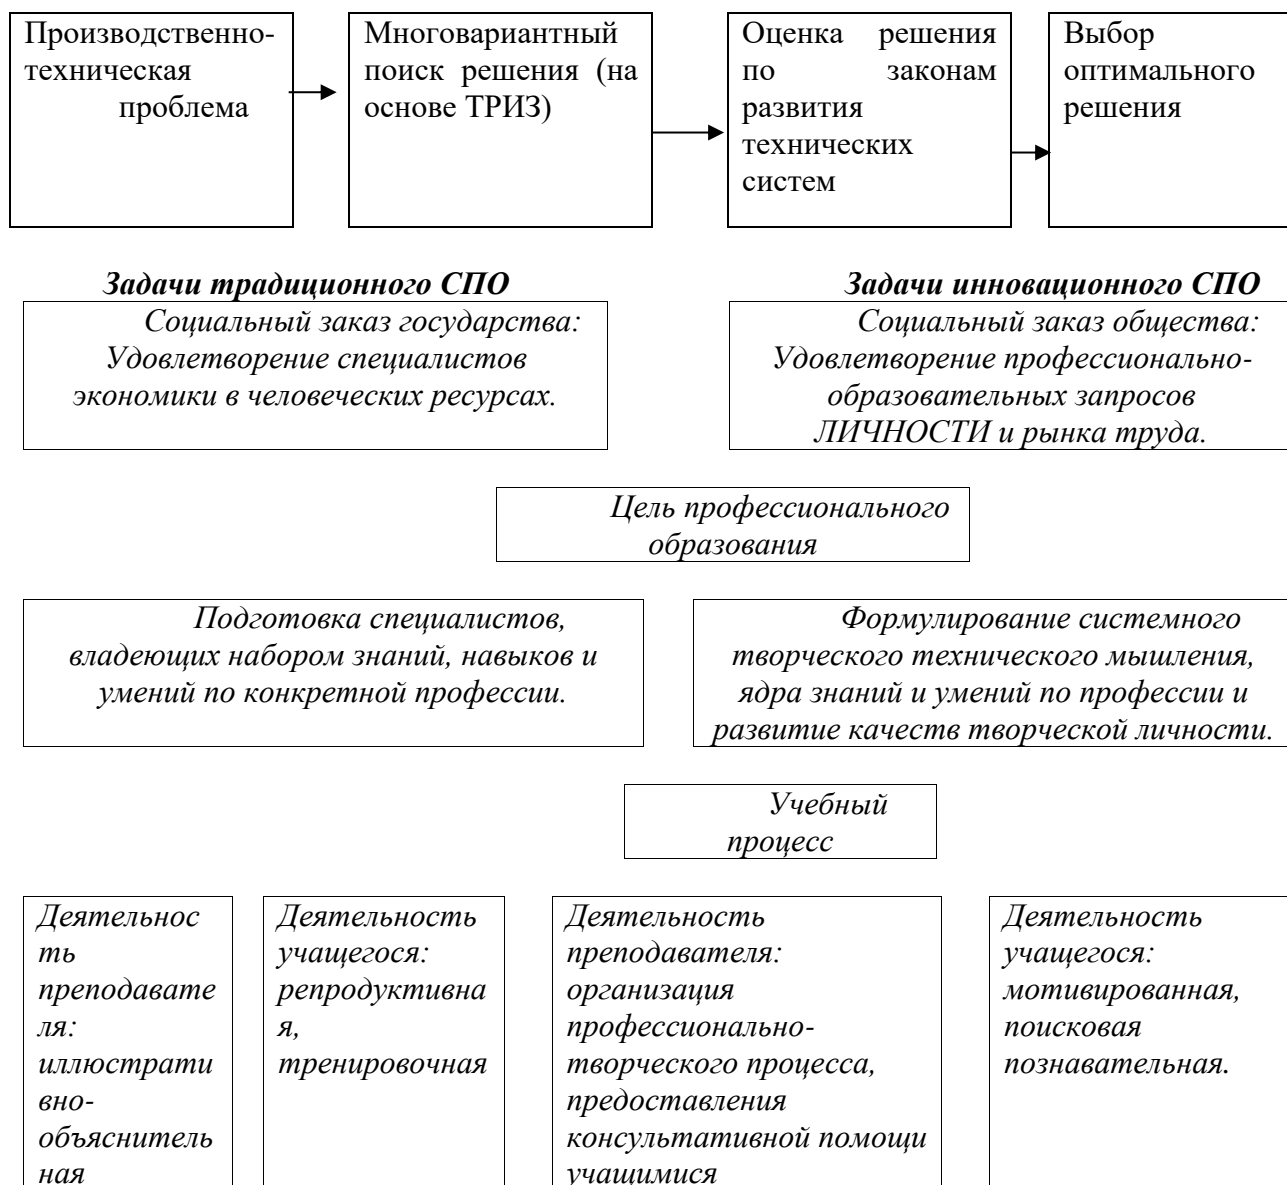 Производственно-
техническая
проблема
Многовариантный
поиск решения (на
основе ТРИЗ)
Оценка решения
по законам
развития
технических
систем
Выбор
оптимального
решения
Задачи традиционного СПО
Социальный заказ государства:
Удовлетворение специалистов
экономики в человеческих ресурсах.
Задачи инновационного СПО
Социальный заказ общества:
Удовлетворение профессионально-
образовательных запросов
ЛИЧНОСТИ и рынка труда.
Цель профессионального
образования
Подготовка специалистов,
владеющих набором знаний, навыков и
умений по конкретной профессии.
Формулирование системного
творческого технического мышления,
ядра знаний и умений по профессии и
развитие качеств творческой личности.
Учебный
процесс
Деятельнос
ть
преподавате
ля:
иллюстрати
вно-
объяснитель
ная
Деятельность
учащегося:
репродуктивна
я,
тренировочная
Деятельность
преподавателя:
организация
профессионально-
творческого процесса,
предоставления
консультативной помощи
учащимися
Деятельность
учащегося:
мотивированная,
поисковая
познавательная.